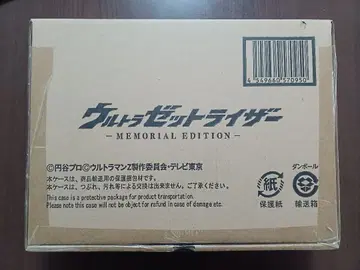 4 549660 570950
ウルトラゼットライザー
- MEMORIAL EDITION -
©円谷プロ©ウルトラマンZ製作委員会・テレビ東京
本ケースは、商品輸送用の保護梱包材です。
本ケースは、つぶれ、汚れ等による交換は出来ません、ご了承ください。
This case is a protective package for product transportation.
Please note this case will not be object for refund in case of damage etc.
紙
保護紙
ダンボール
輸送箱